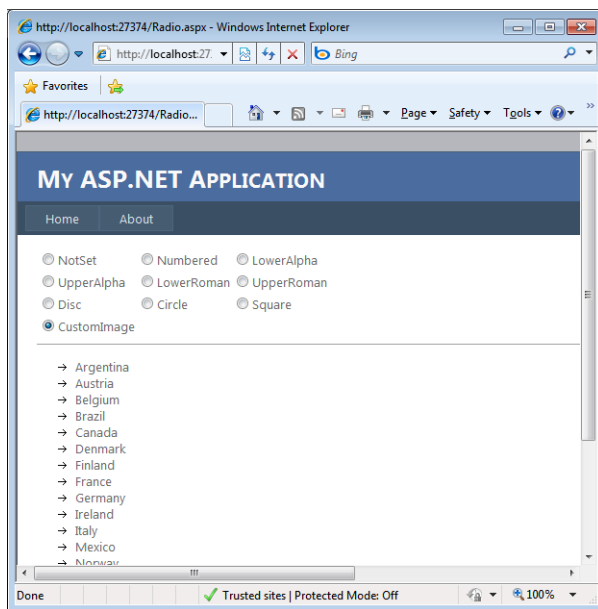 http://localhost:27374/Radio.aspx - Windows Internet Explorer
http://localhost:27. Bing
Favorites
http://localhost:27374/Radio... Page Safety Tools »
MY ASP.NET APPLICATION
Home About
NotSet Numbered LowerAlpha
UpperAlpha LowerRoman UpperRoman
Disc Circle Square
CustomImage
→ Argentina
→ Austria
→ Belgium
→ Brazil
→ Canada
→ Denmark
→ Finland
→ France
→ Germany
→ Ireland
→ Italy
→ Mexico
→ Norway
Done Trusted sites | Protected Mode: Off 100%